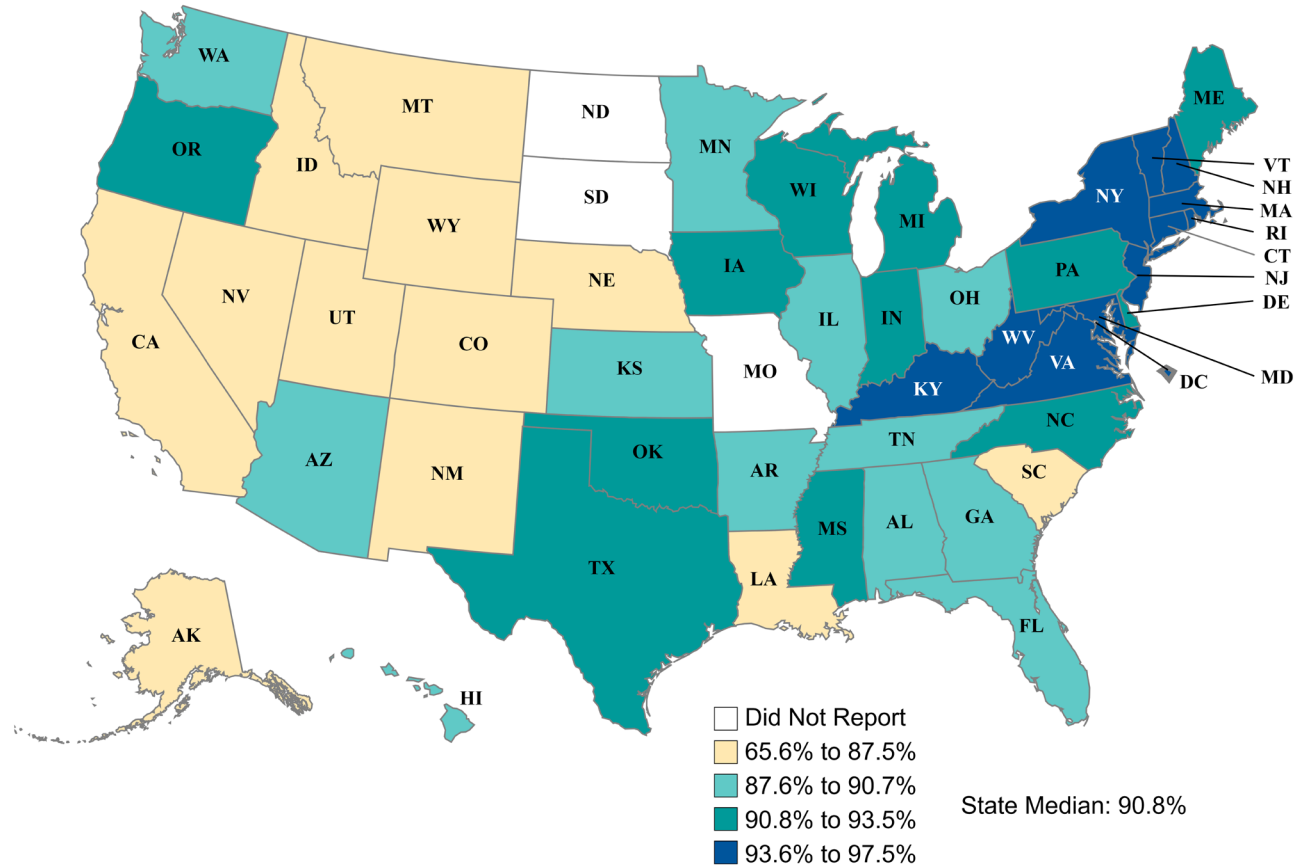 WA
MT
ND
MN
ME
OR
ID
SD
WI
MI
NY
VT
NH
MA
RI
CT
NJ
DE
MD
DC
WY
IA
NE
PA
NV
UT
CO
IL
IN
OH
CA
KS
MO
WV
VA
KY
AZ
NM
OK
AR
TN
NC
SC
TX
MS
AL
GA
LA
FL
AK
HI
Did Not Report
65.6% to 87.5%
87.6% to 90.7%
90.8% to 93.5%
93.6% to 97.5%
State Median: 90.8%